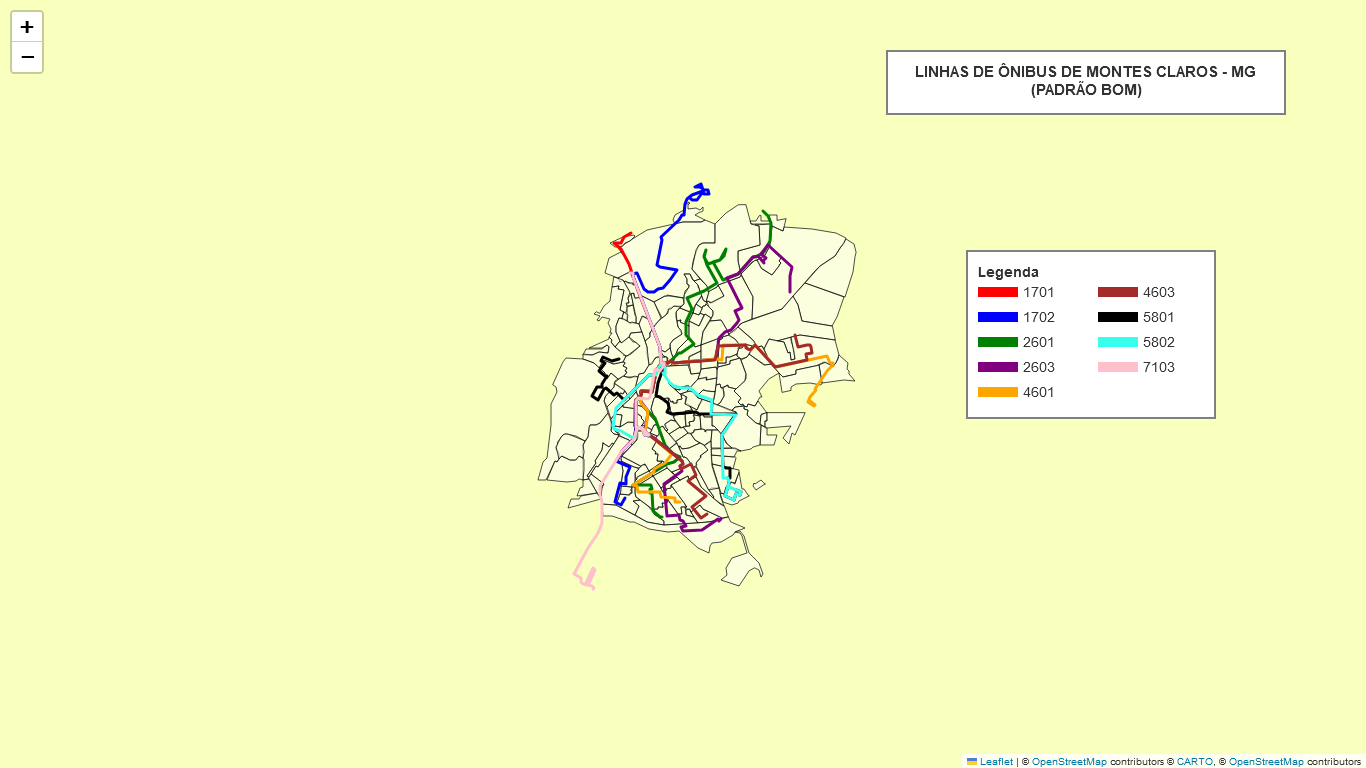 +
−
LINHAS DE ÔNIBUS DE MONTES CLAROS - MG
(PADRÃO BOM)
Legenda
1701
1702
2601
2603
4601
4603
5801
5802
7103
Leaflet | © OpenStreetMap contributors © CARTO, © OpenStreetMap contributors